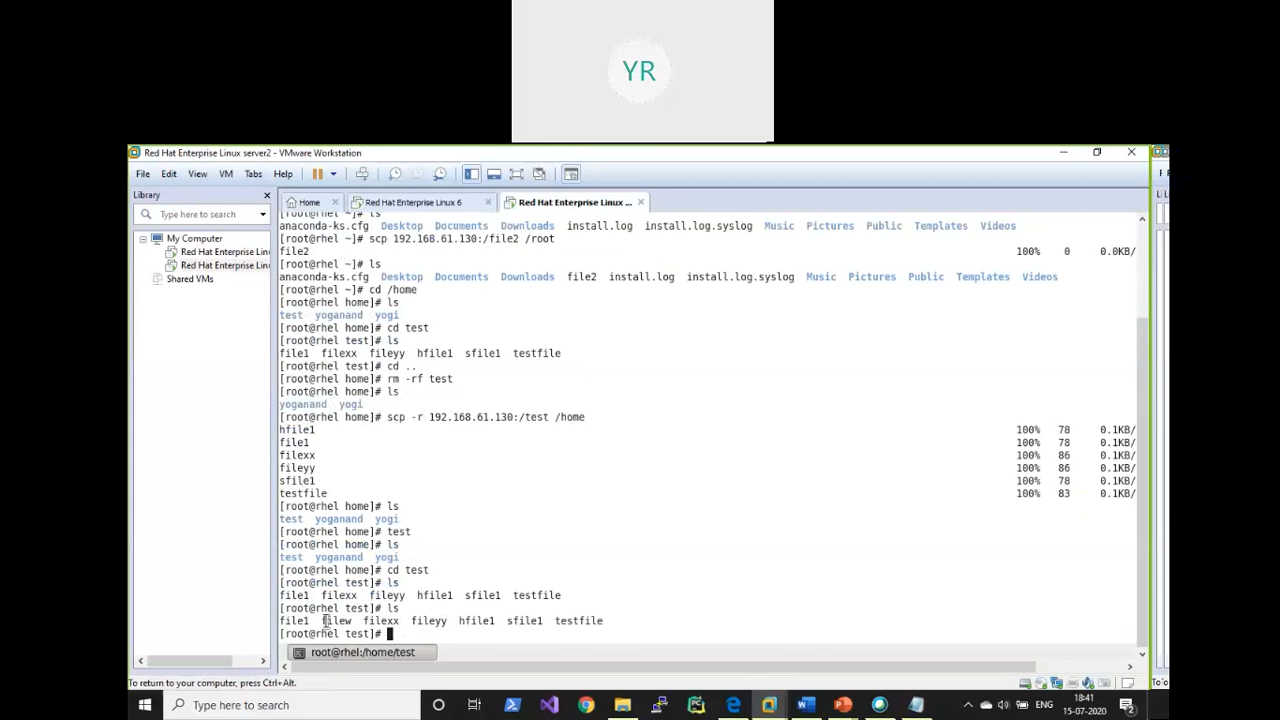 YR
Red Hat Enterprise Linux server2 - VMware Workstation
File Edit View VM Tabs Help
Library
Home Red Hat Enterprise Linux 6 Red Hat Enterprise Linux ...
Type here to search
My Computer
Red Hat Enterprise Lin
Red Hat Enterprise Lin
Shared VMs
[root@rhel ~]# ls
anaconda-ks.cfg Desktop Documents Downloads install.log install.log.syslog Music Pictures Public Templates Videos
[root@rhel ~]# scp 192.168.61.130:/file2 /root
file2 100% 0 0.0KB/
[root@rhel ~]# ls
anaconda-ks.cfg Desktop Documents Downloads file2 install.log install.log.syslog Music Pictures Public Templates Videos
[root@rhel ~]# cd /home
[root@rhel home]# ls
test yoganand yogi
[root@rhel home]# cd test
[root@rhel test]# ls
file1 filexx fileyy hfile1 sfile1 testfile
[root@rhel test]# cd ..
[root@rhel home]# rm -rf test
[root@rhel home]# ls
yoganand yogi
[root@rhel home]# scp -r 192.168.61.130:/test /home
hfile1 100% 78 0.1KB/
file1 100% 78 0.1KB/
filexx 100% 86 0.1KB/
fileyy 100% 86 0.1KB/
sfile1 100% 78 0.1KB/
testfile 100% 83 0.1KB/
[root@rhel home]# ls
test yoganand yogi
[root@rhel home]# test
[root@rhel home]# ls
test yoganand yogi
[root@rhel home]# cd test
[root@rhel test]# ls
file1 filexx fileyy hfile1 sfile1 testfile
[root@rhel test]# ls
file1 filew filexx fileyy hfile1 sfile1 testfile
[root@rhel test]#
root@rhel:/home/test
To return to your computer, press Ctrl+Alt.
Type here to search
ENG
18:41
15-07-2020
2